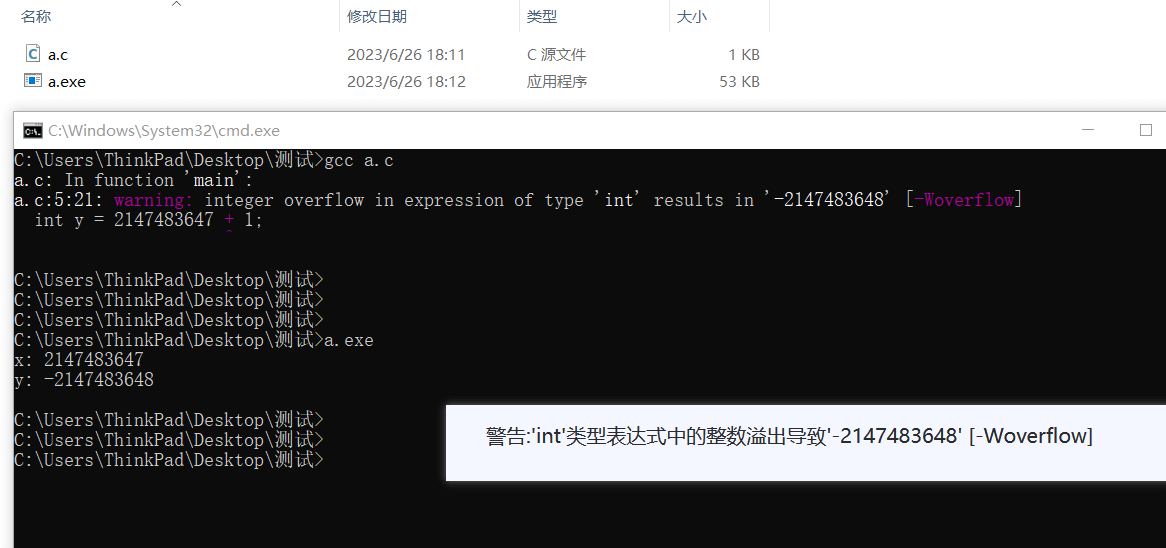 名称 修改日期 类型 大小
a.c 2023/6/26 18:11 C 源文件 1 KB
a.exe 2023/6/26 18:12 应用程序 53 KB
C:\Windows\System32\cmd.exe
C:\Users\ThinkPad\Desktop\测试>gcc a.c
a.c: In function 'main':
a.c:5:21: warning: integer overflow in expression of type 'int' results in '-2147483648' [-Woverflow]
int y = 2147483647 + 1;
^
C:\Users\ThinkPad\Desktop\测试>
C:\Users\ThinkPad\Desktop\测试>
C:\Users\ThinkPad\Desktop\测试>
C:\Users\ThinkPad\Desktop\测试>a.exe
x: 2147483647
y: -2147483648
C:\Users\ThinkPad\Desktop\测试>
C:\Users\ThinkPad\Desktop\测试>
C:\Users\ThinkPad\Desktop\测试>
警告:'int'类型表达式中的整数溢出导致'-2147483648' [-Woverflow]